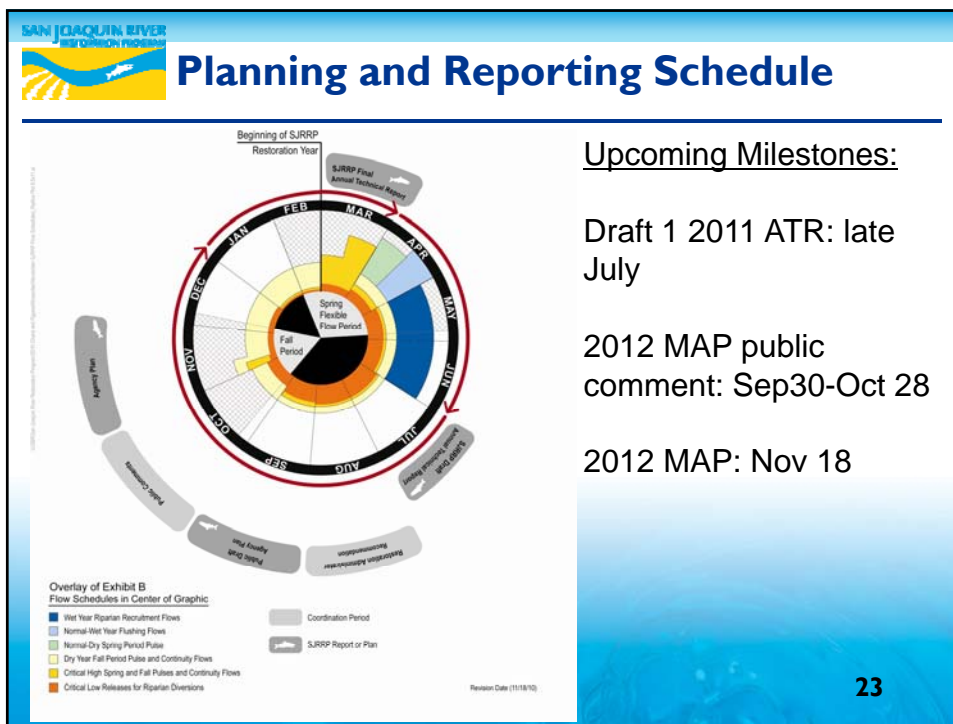 SAN JOAQUIN RIVER
RESTORATION PROGRAM
Planning and Reporting Schedule
Beginning of SJRRP
Restoration Year
SJRRP Final
Annual Technical Report
FEB
MAR
APR
MAY
JUN
JUL
AUG
SEP
OCT
NOV
DEC
JAN
Spring
Flexible
Flow Period
Fall
Period
SJRRP Draft
Annual Technical Report
Restoration Administrator
Recomendation
Public Draft
Agency Plan
Public Comments
Agency Plan
Overlay of Exhibit B
Flow Schedules in Center of Graphic
Wet Year Riparian Recruitment Flows
Normal-Wet Year Flushing Flows
Normal-Dry Spring Period Pulse
Dry Year Fall Period Pulse and Continuity Flows
Critical High Spring and Fall Pulses and Continuity Flows
Critical Low Releases for Riparian Diversions
Coordination Period
SJRRP Report or Plan
Revision Date (11/18/10)
Upcoming Milestones:
Draft 1 2011 ATR: late
July
2012 MAP public
comment: Sep30-Oct 28
2012 MAP: Nov 18
23